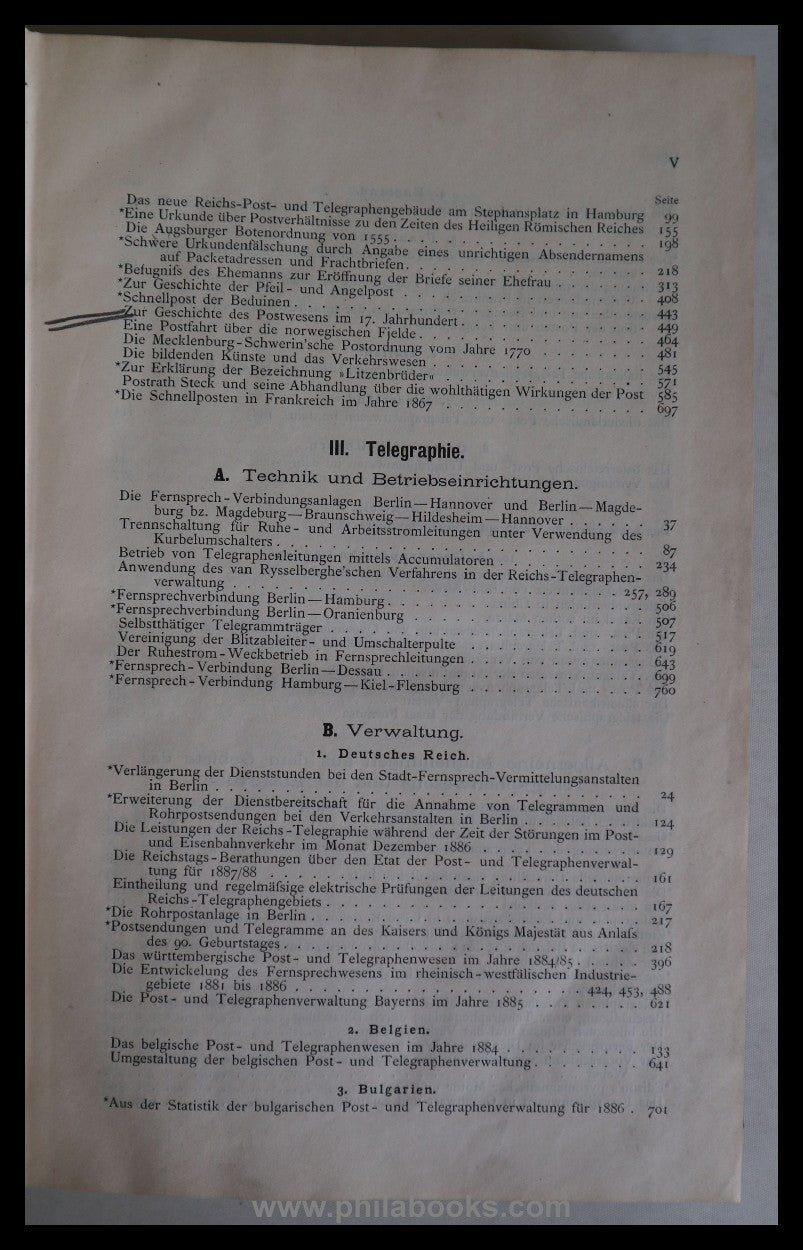 V
Seite
Das neue Reichs-Post- und Telegraphengebäude am Stephansplatz in Hamburg 99
*Eine Urkunde über Postverhältnisse zu den Zeiten des Heiligen Römischen Reiches 155
Die Augsburger Botenordnung von 1555. 198
*Schwere Urkundenfälschung durch Angabe eines unrichtigen Absendernamens
auf Packetadressen und Frachtbriefen. 218
*Befugniſs des Ehemanns zur Eröffnung der Briefe seiner Ehefrau 313
*Zur Geschichte der Pfeil- und Angelpost 408
*Schnellpost der Beduinen 443
Zur Geschichte des Postwesens im 17. Jahrhundert 449
Eine Postfahrt über die norwegischen Fjelde 464
Die Mecklenburg-Schwerin'sche Postordnung vom Jahre 1770 481
Die bildenden Künste und das Verkehrswesen 545
*Zur Erklärung der Bezeichnung »Litzenbrüder« 571
Postrath Steck und seine Abhandlung über die wohlthätigen Wirkungen der Post 585
*Die Schnellposten in Frankreich im Jahre 1867 697
III. Telegraphie.
A. Technik und Betriebseinrichtungen.
Die Fernsprech-Verbindungsanlagen Berlin—Hannover und Berlin—Magde-
burg bz. Magdeburg—Braunschweig—Hildesheim—Hannover 37
Trennschaltung für Ruhe- und Arbeitsstromleitungen unter Verwendung des
Kurbelumschalters 87
Betrieb von Telegraphenleitungen mittels Accumulatoren 234
Anwendung des van Rysselberghe'schen Verfahrens in der Reichs-Telegraphen-
verwaltung 257, 289
*Fernsprechverbindung Berlin—Hamburg 506
*Fernsprechverbindung Berlin—Oranienburg 507
Selbstthätiger Telegrammträger 517
Vereinigung der Blitzableiter- und Umschalterpulte 619
Der Ruhestrom-Weckbetrieb in Fernsprechleitungen 643
*Fernsprech-Verbindung Berlin—Dessau 699
*Fernsprech-Verbindung Hamburg—Kiel-Flensburg 760
B. Verwaltung.
1. Deutsches Reich.
*Verlängerung der Dienststunden bei den Stadt-Fernsprech-Vermittelungsanstalten
in Berlin 24
*Erweiterung der Dienstbereitschaft für die Annahme von Telegrammen und
Rohrpostsendungen bei den Verkehrsanstalten in Berlin 124
Die Leistungen der Reichs-Telegraphie während der Zeit der Störungen im Post-
und Eisenbahnverkehr im Monat Dezember 1886 129
Die Reichstags-Berathungen über den Etat der Post- und Telegraphenverwal-
tung für 1887/88 161
Eintheilung und regelmäſsige elektrische Prüfungen der Leitungen des deutschen
Reichs-Telegraphengebiets 167
*Die Rohrpostanlage in Berlin 217
*Postsendungen und Telegramme an des Kaisers und Königs Majestät aus Anlaſs
des 90. Geburtstages 218
Das württembergische Post- und Telegraphenwesen im Jahre 1884/85 396
Die Entwickelung des Fernsprechwesens im rheinisch-westfälischen Industrie-
gebiete 1881 bis 1886 424, 453, 488
Die Post- und Telegraphenverwaltung Bayerns im Jahre 1885 621
2. Belgien.
Das belgische Post- und Telegraphenwesen im Jahre 1884 133
Umgestaltung der belgischen Post- und Telegraphenverwaltung 641
3. Bulgarien.
*Aus der Statistik der bulgarischen Post- und Telegraphenverwaltung für 1886 . 701
www.philabooks.com